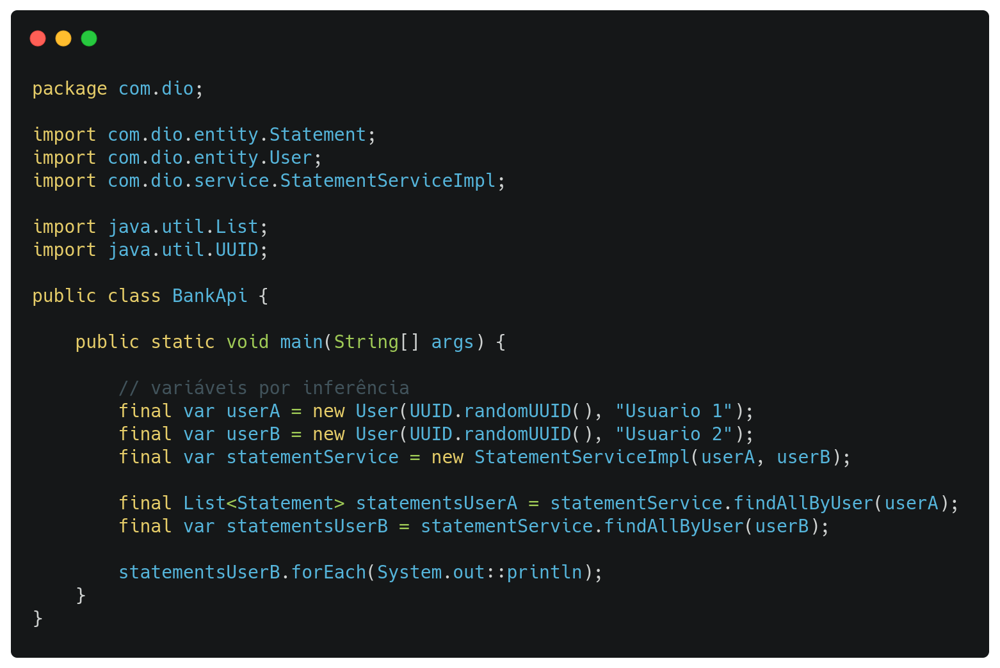 package com.dio;

import com.dio.entity.Statement;
import com.dio.entity.User;
import com.dio.service.StatementServiceImpl;

import java.util.List;
import java.util.UUID;

public class BankApi {

    public static void main(String[] args) {

        // variáveis por inferência
        final var userA = new User(UUID.randomUUID(), "Usuario 1");
        final var userB = new User(UUID.randomUUID(), "Usuario 2");
        final var statementService = new StatementServiceImpl(userA, userB);

        final List<Statement> statementsUserA = statementService.findAllByUser(userA);
        final var statementsUserB = statementService.findAllByUser(userB);

        statementsUserB.forEach(System.out::println);
    }
}